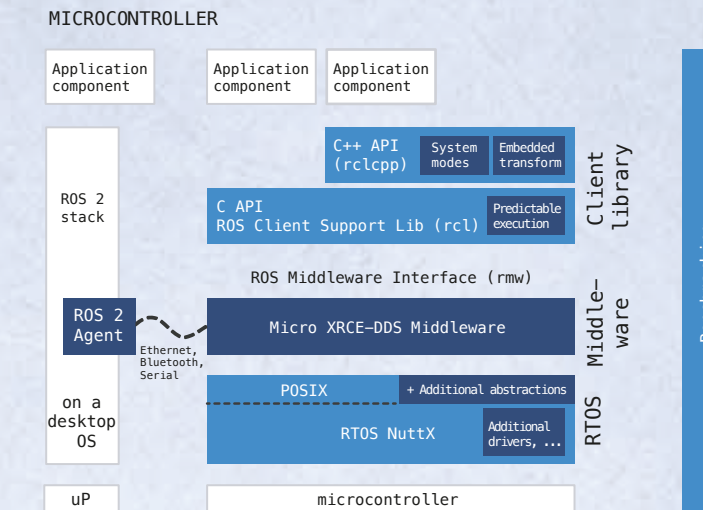 MICROCONTROLLER
Application
component
Application
component
Application
component
C++ API
(rclcpp)
System
modes
Embedded
transform
Client
library
ROS 2
stack
C API
ROS Client Support Lib (rcl)
Predictable
execution
ROS Middleware Interface (rmw)
ROS 2
Agent
Micro XRCE–DDS Middleware
Middle–
ware
Ethernet,
Bluetooth,
Serial
POSIX
+ Additional abstractions
on a
desktop
OS
RTOS NuttX
Additional
drivers, ...
RTOS
uP
microcontroller